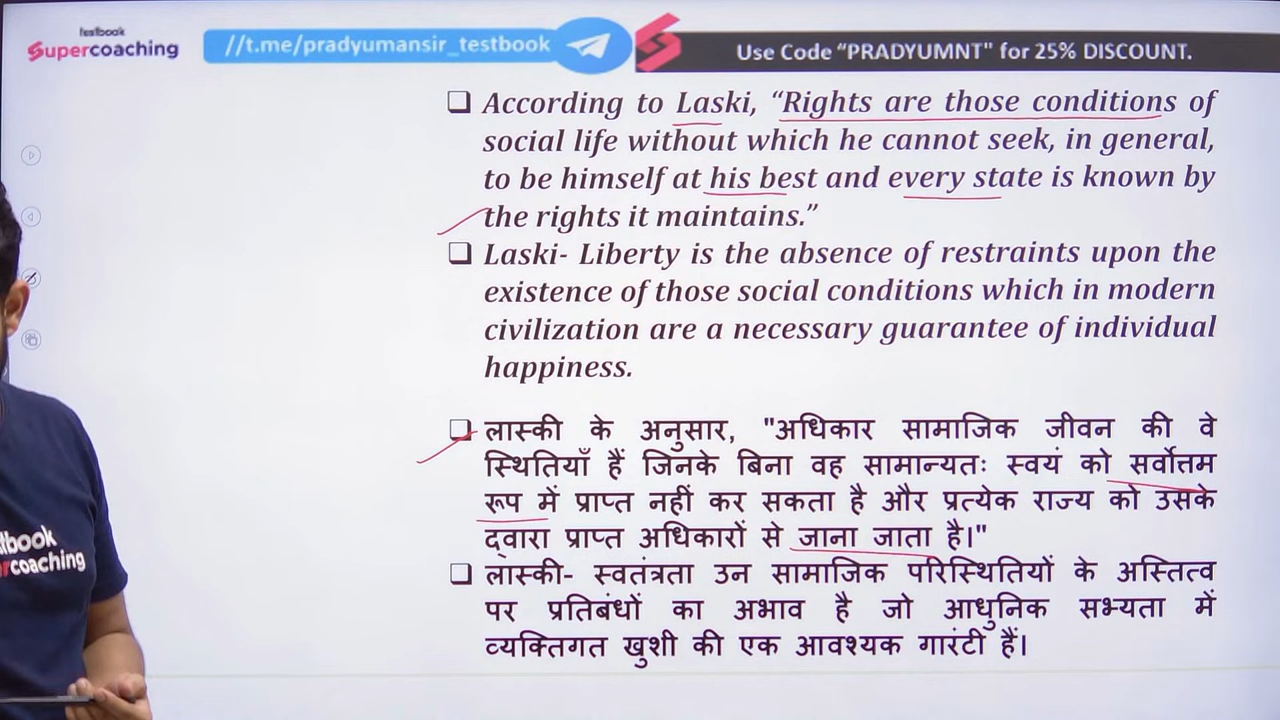 testbook
Supercoaching
//t.me/pradyumansir_testbook
Use Code “PRADYUMNT" for 25% DISCOUNT.
According to Laski, “Rights are those conditions of
social life without which he cannot seek, in general,
to be himself at his best and every state is known by
the rights it maintains.”
Laski- Liberty is the absence of restraints upon the
existence of those social conditions which in modern
civilization are a necessary guarantee of individual
happiness.
लास्की के अनुसार, "अधिकार सामाजिक जीवन की वे
स्थितियाँ हैं जिनके बिना वह सामान्यतः स्वयं को सर्वोत्तम
रूप में प्राप्त नहीं कर सकता है और प्रत्येक राज्य को उसके
द्वारा प्राप्त अधिकारों से जाना जाता है।"
लास्की- स्वतंत्रता उन सामाजिक परिस्थितियों के अस्तित्व
पर प्रतिबंधों का अभाव है जो आधुनिक सभ्यता में
व्यक्तिगत खुशी की एक आवश्यक गारंटी हैं।
tbook
rcoaching